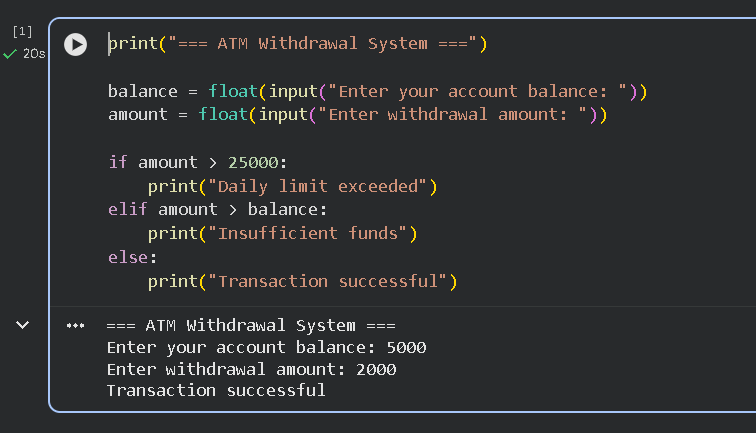 [1]
20s
print("=== ATM Withdrawal System ===")
balance = float(input("Enter your account balance: "))
amount = float(input("Enter withdrawal amount: "))
if amount > 25000:
    print("Daily limit exceeded")
elif amount > balance:
    print("Insufficient funds")
else:
    print("Transaction successful")
=== ATM Withdrawal System ===
Enter your account balance: 5000
Enter withdrawal amount: 2000
Transaction successful